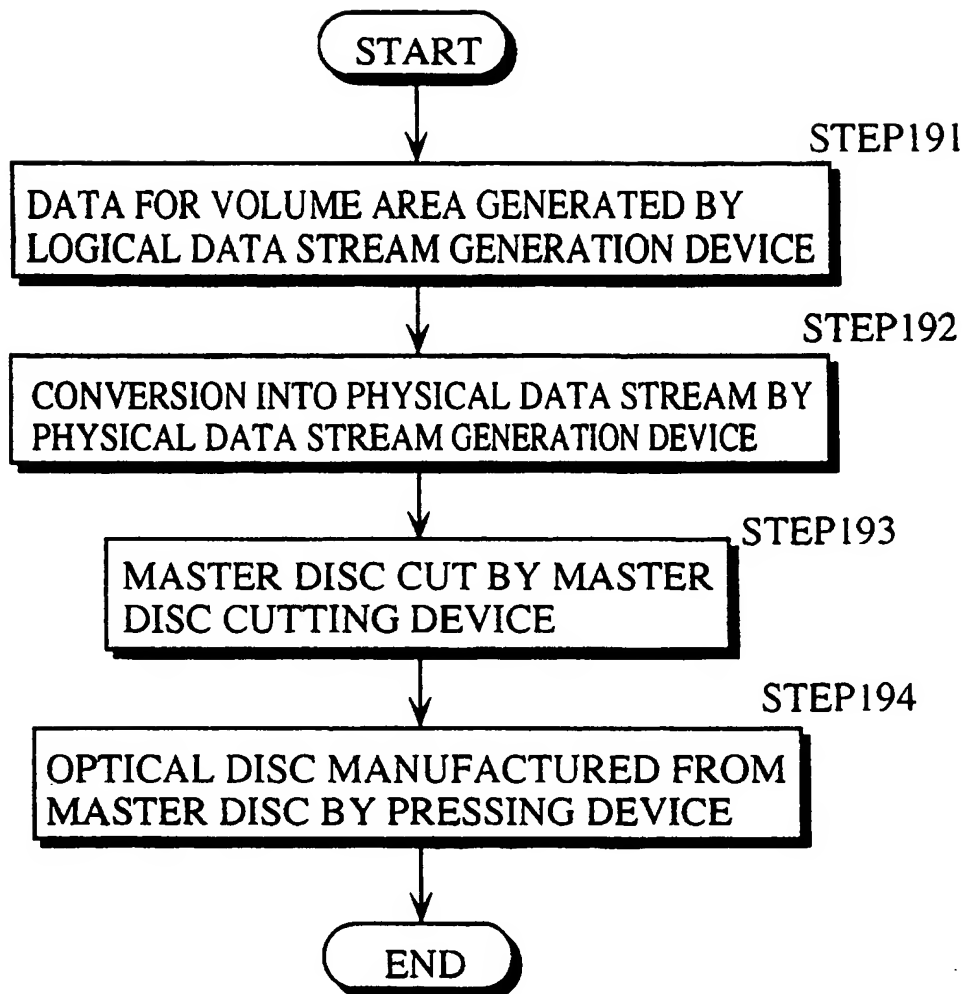 START
STEP191
DATA FOR VOLUME AREA GENERATED BY
LOGICAL DATA STREAM GENERATION DEVICE
STEP192
CONVERSION INTO PHYSICAL DATA STREAM BY
PHYSICAL DATA STREAM GENERATION DEVICE
STEP193
MASTER DISC CUT BY MASTER
DISC CUTTING DEVICE
STEP194
OPTICAL DISC MANUFACTURED FROM
MASTER DISC BY PRESSING DEVICE
END